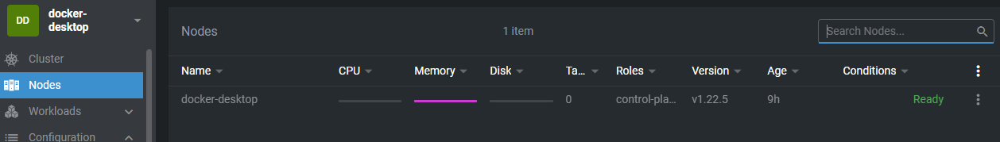 DD
docker-
desktop
Cluster
Nodes
Workloads
Configuration
Nodes 1 item Search Nodes...
Name CPU Memory Disk Ta... Roles Version Age Conditions
docker-desktop 0 control-pla... v1.22.5 9h Ready